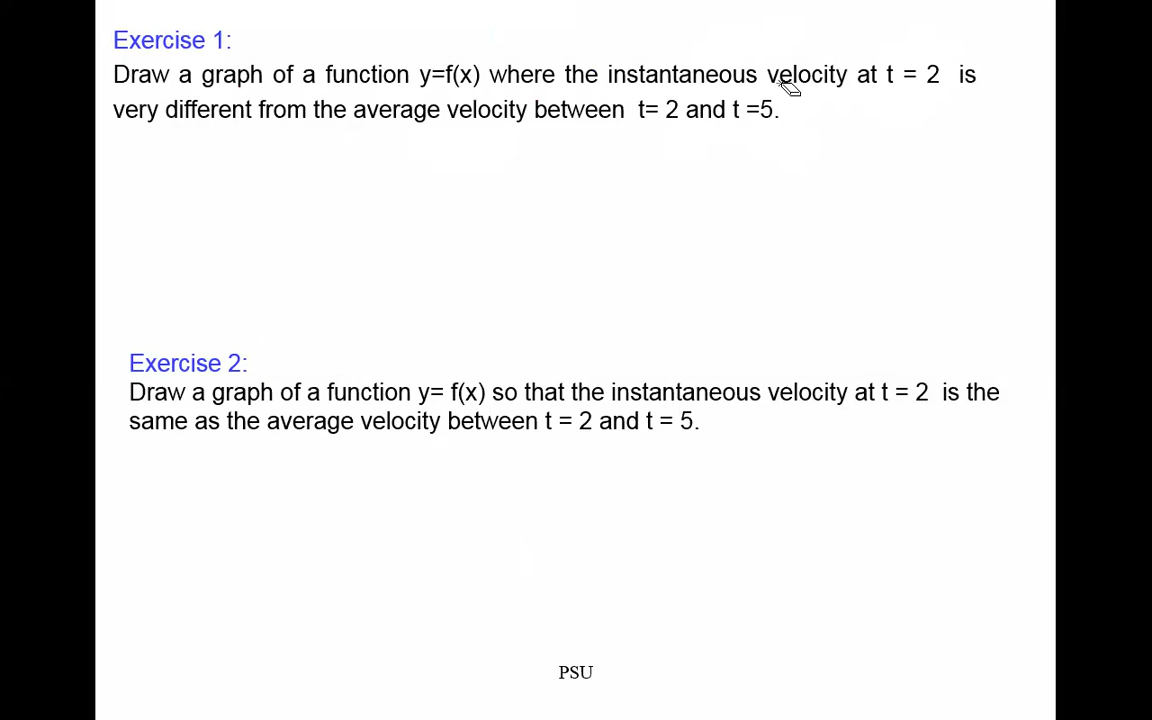 Exercise 1:
Draw a graph of a function y=f(x) where the instantaneous velocity at t = 2 is
very different from the average velocity between t= 2 and t =5.
Exercise 2:
Draw a graph of a function y= f(x) so that the instantaneous velocity at t = 2 is the
same as the average velocity between t = 2 and t = 5.
PSU